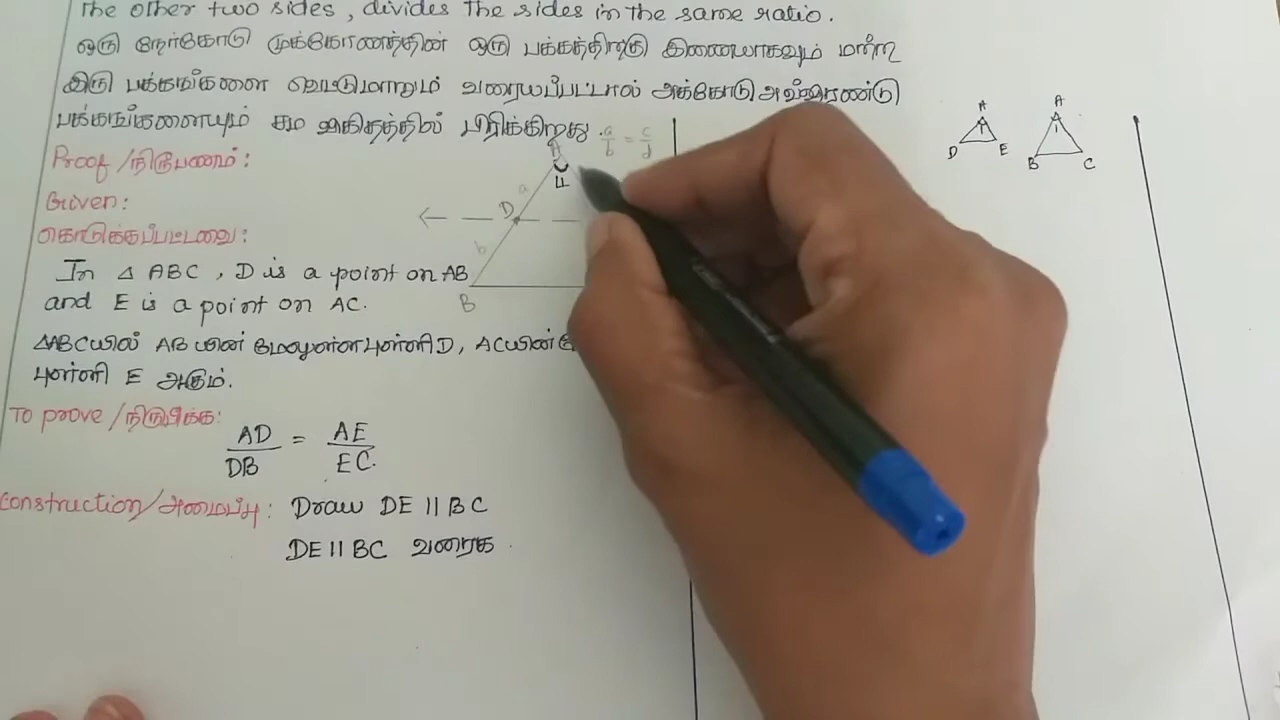 The other two sides, divides the sides in the same ratio.
ஒரு நேர்கோடு முக்கோணத்தின் ஒரு பக்கத்திற்கு இணையாகவும் மற்ற
இரு பக்கங்களை வெட்டுமாறும் வரையப்பட்டால் அக்கோடு அவ்விரண்டு
பக்கங்களையும் சம விகிதத்தில் பிரிக்கிறது.
a/b = c/d
Proof/நிரூபணம்:
Given:
கொடுக்கப்பட்டவை:
In △ ABC, D is a point on AB
and E is a point on AC.
△ABCயில் AB யின் மேலுள்ள புள்ளி D, ACயின்
புள்ளி E ஆகும்.
To prove/நிரூபிக்க:
AD/DB = AE/EC.
Construction/அமைப்பு: Draw DE || BC
DE || BC வரைக.
A
a
D
b
B
A
D E
A
B C